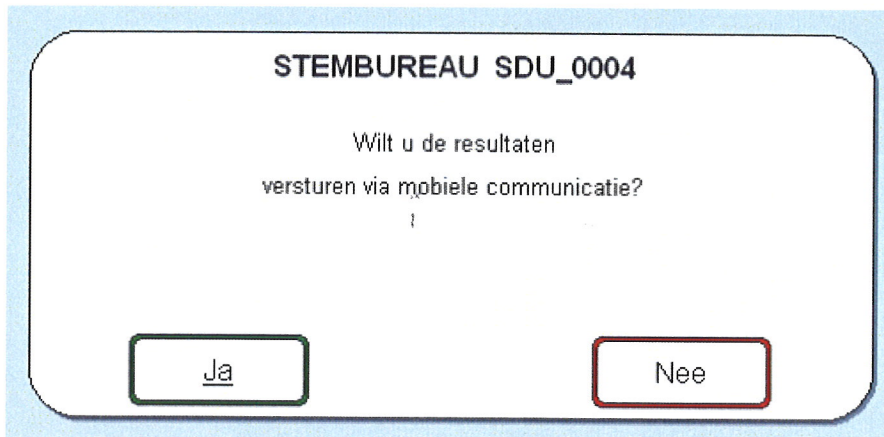 STEMBUREAU SDU_0004
Wilt u de resultaten
versturen via mobiele communicatie?
Ja
Nee